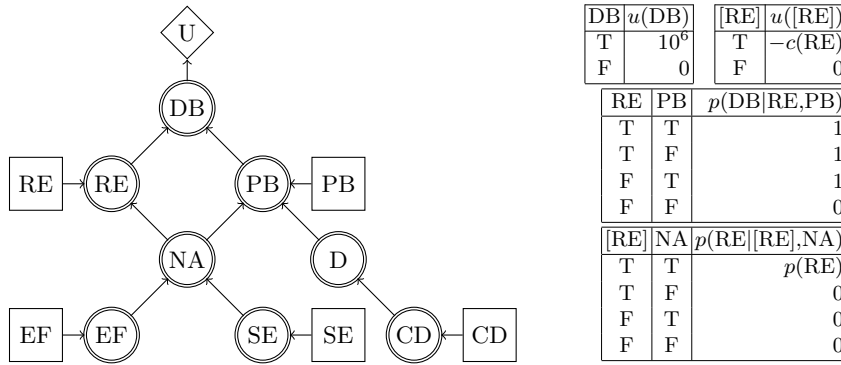 U
DB
RE RE PB PB
NA D
EF EF SE SE CD CD
DB u(DB)
T 10^6
F 0
[RE] u([RE])
T −c(RE)
F 0
RE PB p(DB|RE,PB)
T T 1
T F 1
F T 1
F F 0
[RE] NA p(RE|[RE],NA)
T T p(RE)
T F 0
F T 0
F F 0